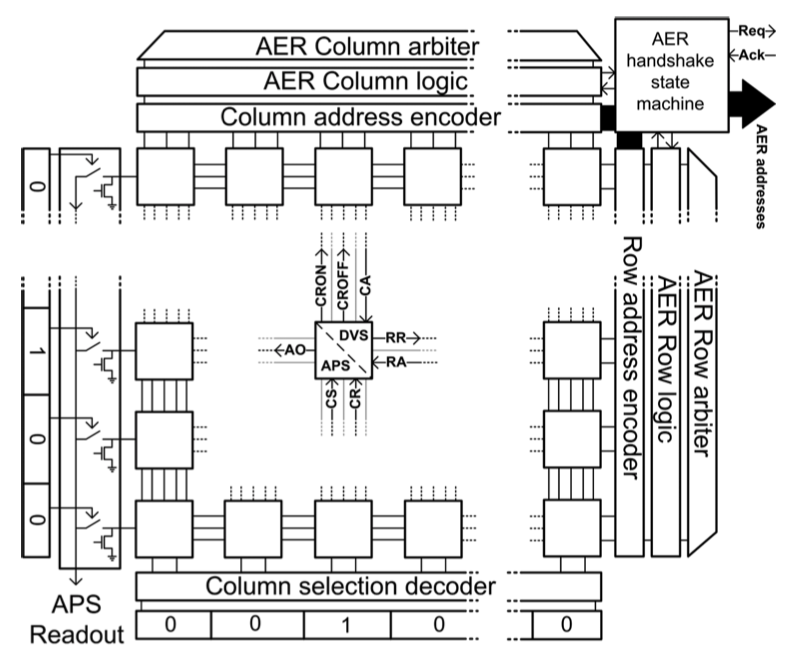 AER Column arbiter
AER Column logic
Column address encoder
AER
handshake
state
machine
Req
Ack
AER addresses
0
1
0
0
CRON
CROFF
CA
DVS
APS
AO
RR
RA
CS
CR
Row address encoder
AER Row logic
AER Row arbiter
APS
Readout
Column selection decoder
0
0
1
0
0